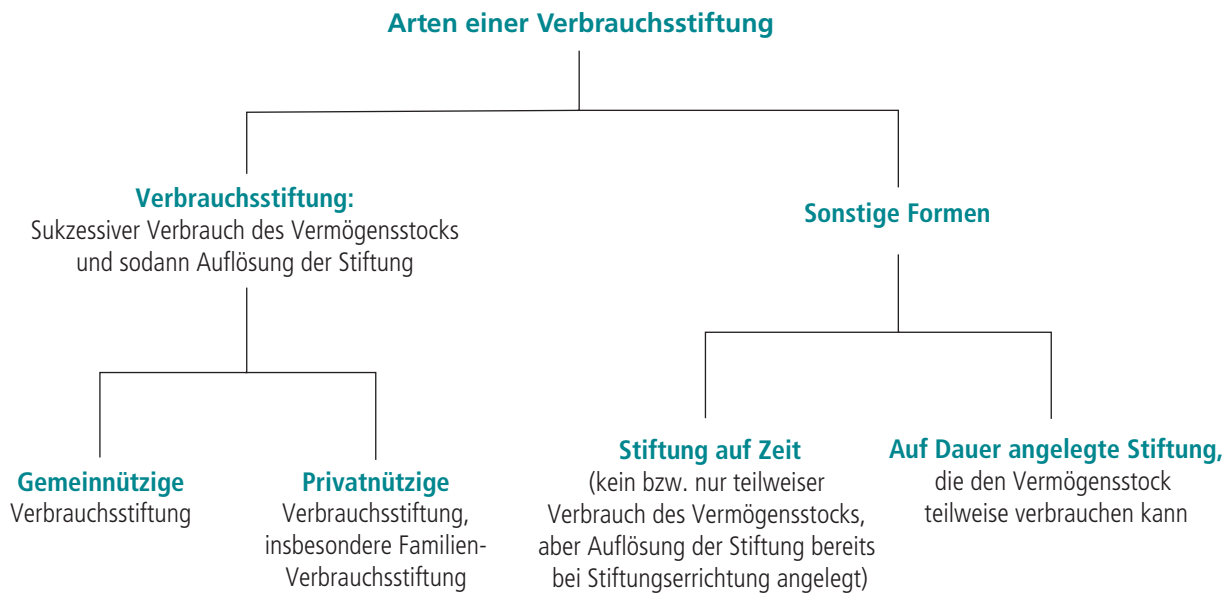 Arten einer Verbrauchsstiftung
Verbrauchsstiftung:
Sukzessiver Verbrauch des Vermögensstocks
und sodann Auflösung der Stiftung
Sonstige Formen
Gemeinnützige
Verbrauchsstiftung
Privatnützige
Verbrauchsstiftung,
insbesondere Familien-
Verbrauchsstiftung
Stiftung auf Zeit
(kein bzw. nur teilweiser
Verbrauch des Vermögensstocks,
aber Auflösung der Stiftung bereits
bei Stiftungserrichtung angelegt)
Auf Dauer angelegte Stiftung,
die den Vermögensstock
teilweise verbrauchen kann